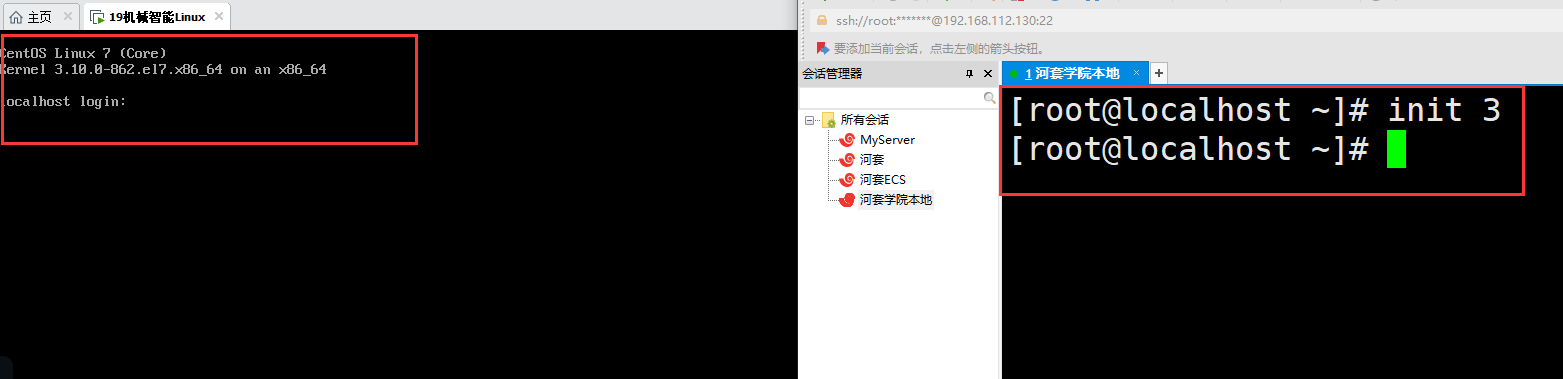 主页
19机械智能Linux
CentOS Linux 7 (Core)
Kernel 3.10.0-862.el7.x86_64 on an x86_64
localhost login:
ssh://root:*******@192.168.112.130:22
要添加当前会话，点击左侧的箭头按钮。
会话管理器
所有会话
MyServer
河套
河套ECS
河套学院本地
1 河套学院本地
[root@localhost ~]# init 3
[root@localhost ~]#